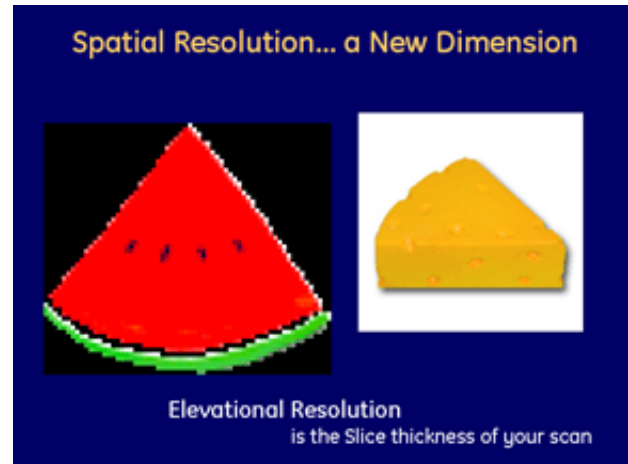 Spatial Resolution... a New Dimension
Elevational Resolution
is the Slice thickness of your scan